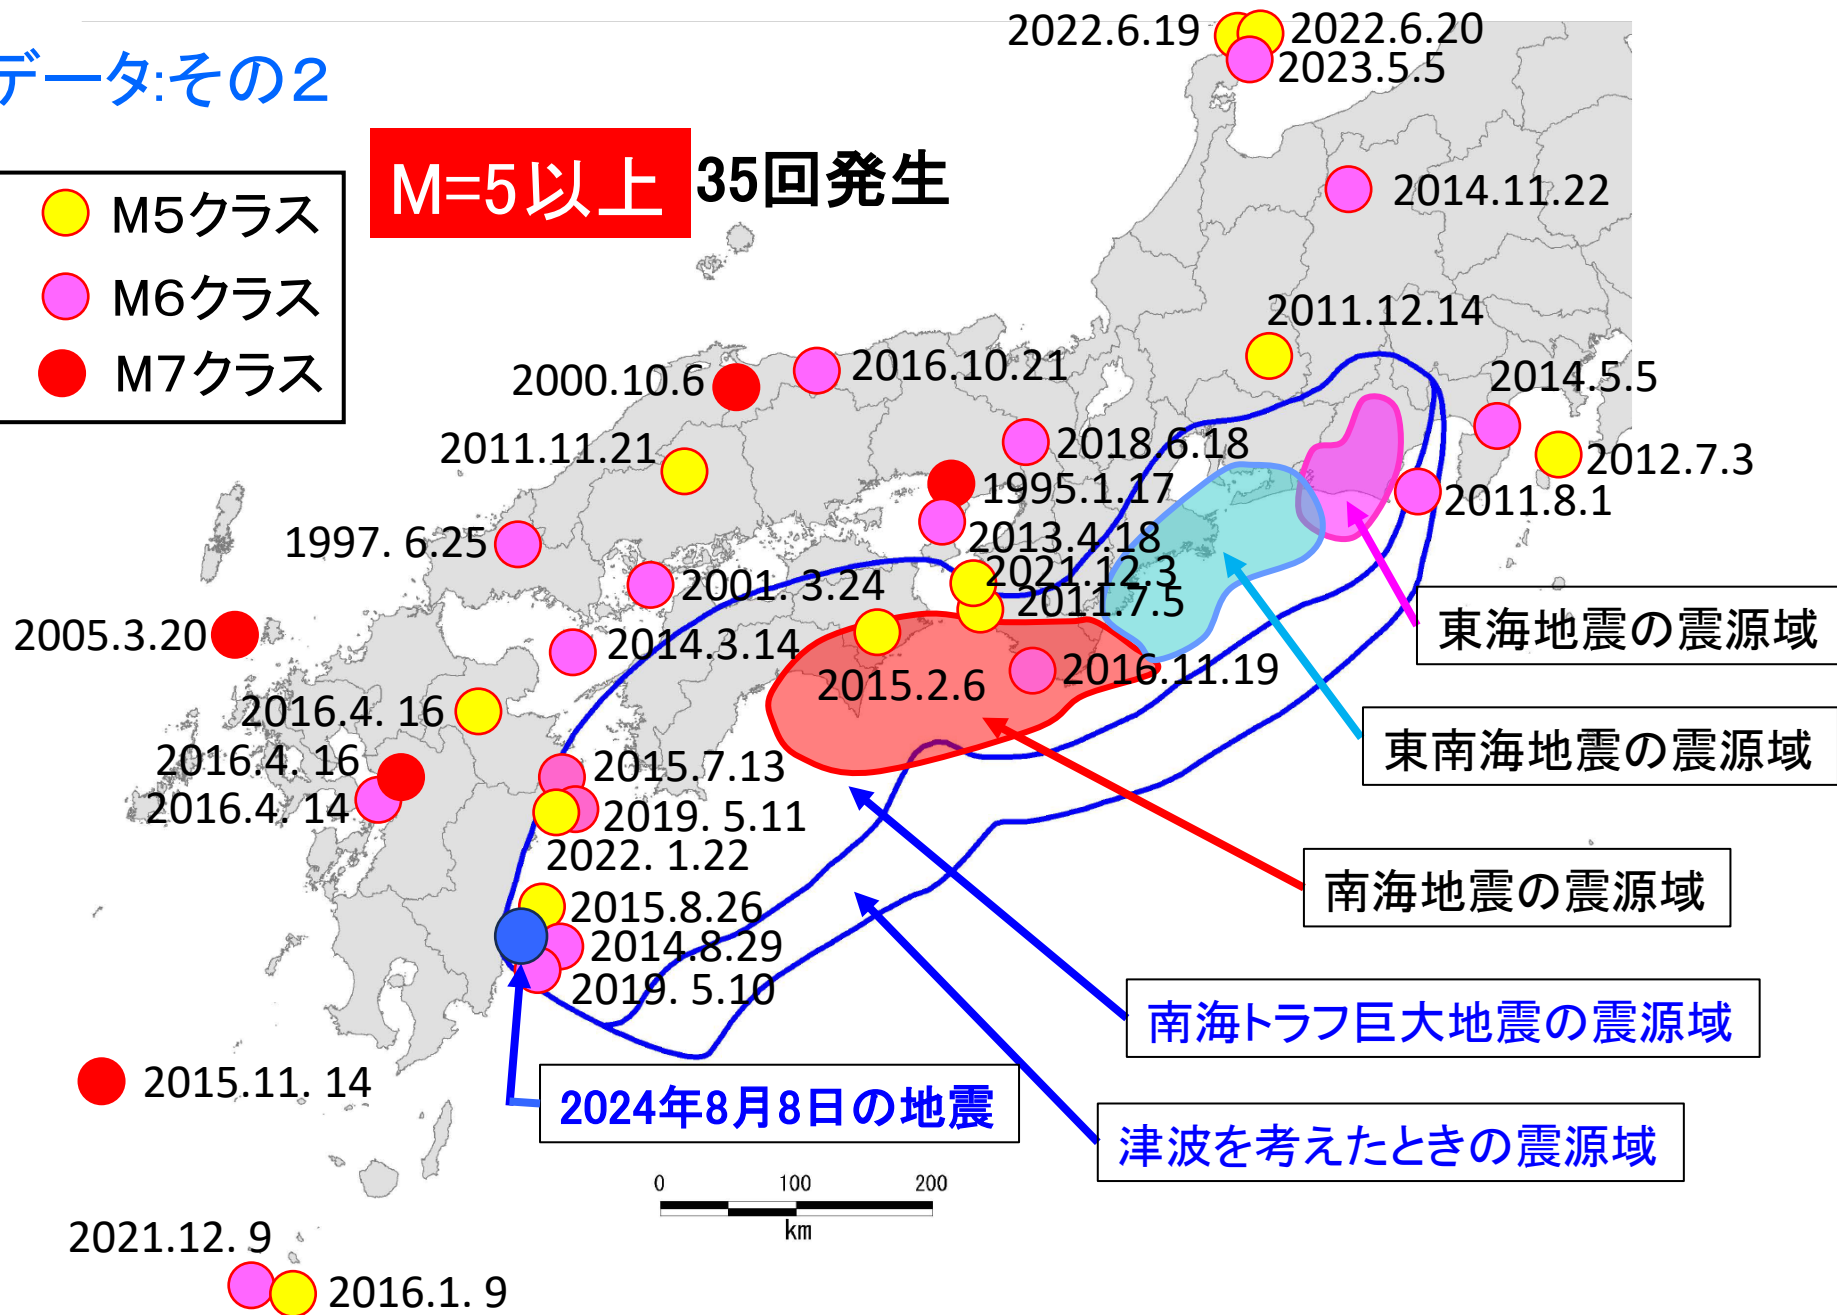 データ:その２
M5クラス
M6クラス
M7クラス
M=5以上 35回発生
2022.6.19
2022.6.20
2023.5.5
2014.11.22
2011.12.14
2014.5.5
2012.7.3
2011.8.1
2000.10.6
2016.10.21
2011.11.21
2018.6.18
1995.1.17
2013.4.18
1997. 6.25
2021.12.3
2001. 3.24
2011.7.5
2005.3.20
2014.3.14
2015.2.6
2016.11.19
2016.4. 16
2016.4. 16
2016.4. 14
2015.7.13
2019. 5.11
2022. 1.22
2015.8.26
2014.8.29
2019. 5.10
東海地震の震源域
東南海地震の震源域
南海地震の震源域
南海トラフ巨大地震の震源域
津波を考えたときの震源域
2024年8月8日の地震
2015.11. 14
0 100 200
km
2021.12. 9
2016.1. 9